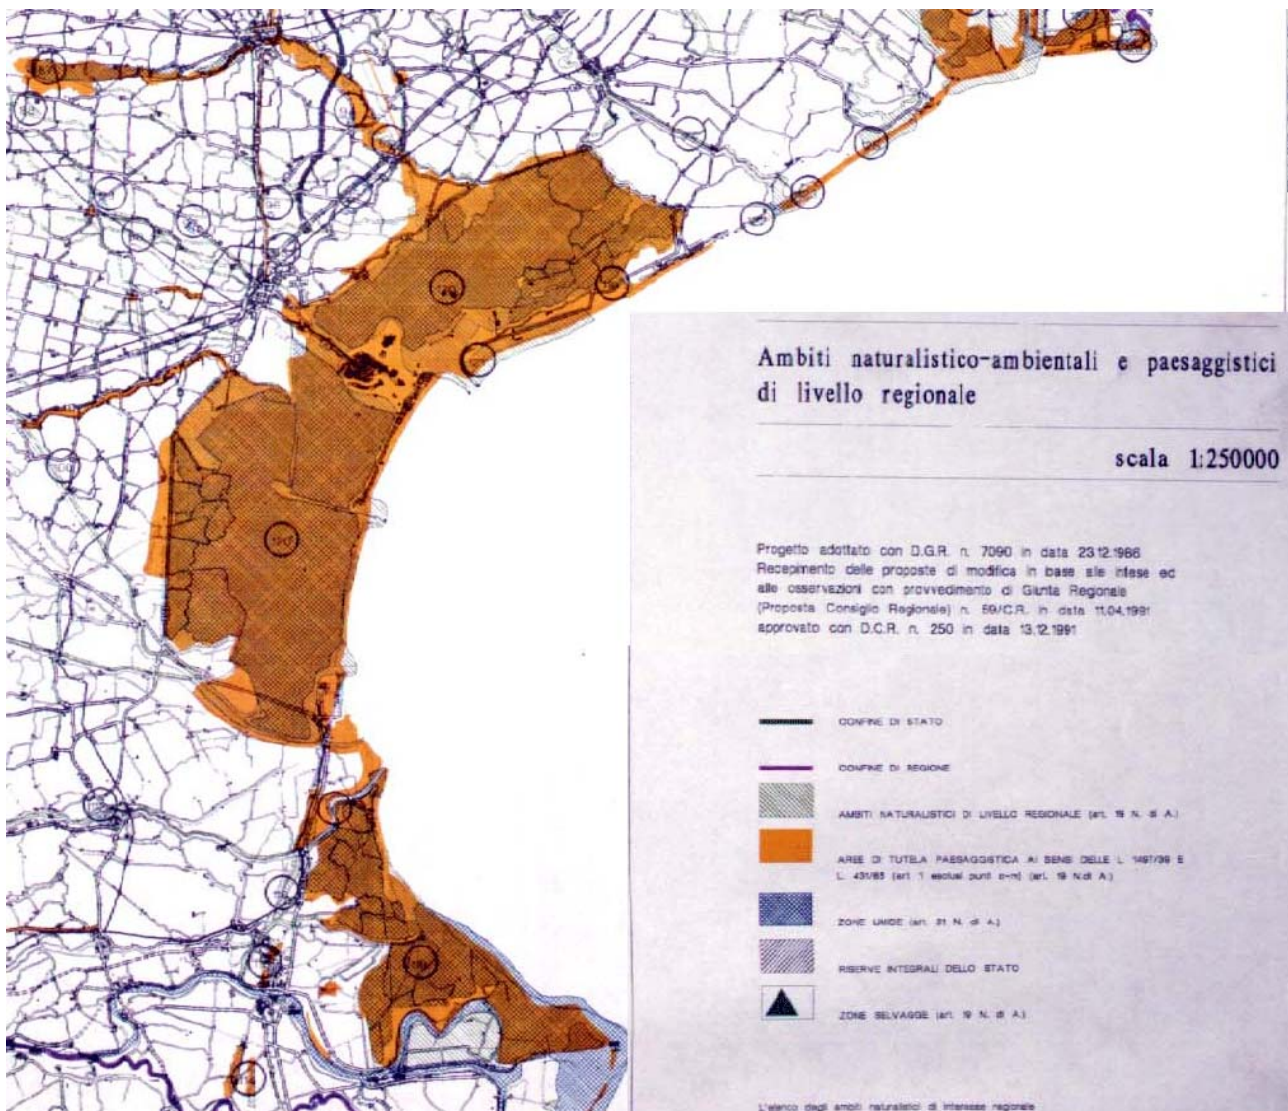 Ambiti naturalistico-ambientali e paesaggistici
di livello regionale
scala 1:250000
Progetto adottato con D.G.R. n. 7090 in data 23.12.1986
Recepimento delle proposte di modifica in base alle intese ed
alle osservazioni con provvedimento di Giunta Regionale
(Proposta Consiglio Regionale) n. 59/C.R. in data 11.04.1991
approvato con D.C.R. n. 250 in data 13.12.1991
CONFINE DI STATO
CONFINE DI REGIONE
AMBITI NATURALISTICI DI LIVELLO REGIONALE (art. 19 N. di A.)
AREE DI TUTELA PAESAGGISTICA AI SENSI DELLE L. 1497/39 E
L. 431/85 (art. 1 esclusi punti c-m) (art. 19 N.di A.)
ZONE UMIDE (art. 21 N. di A.)
RISERVE INTEGRALI DELLO STATO
ZONE SELVAGGE (art. 19 N. di A.)
L'elenco degli ambiti naturalistici di interesse regionale